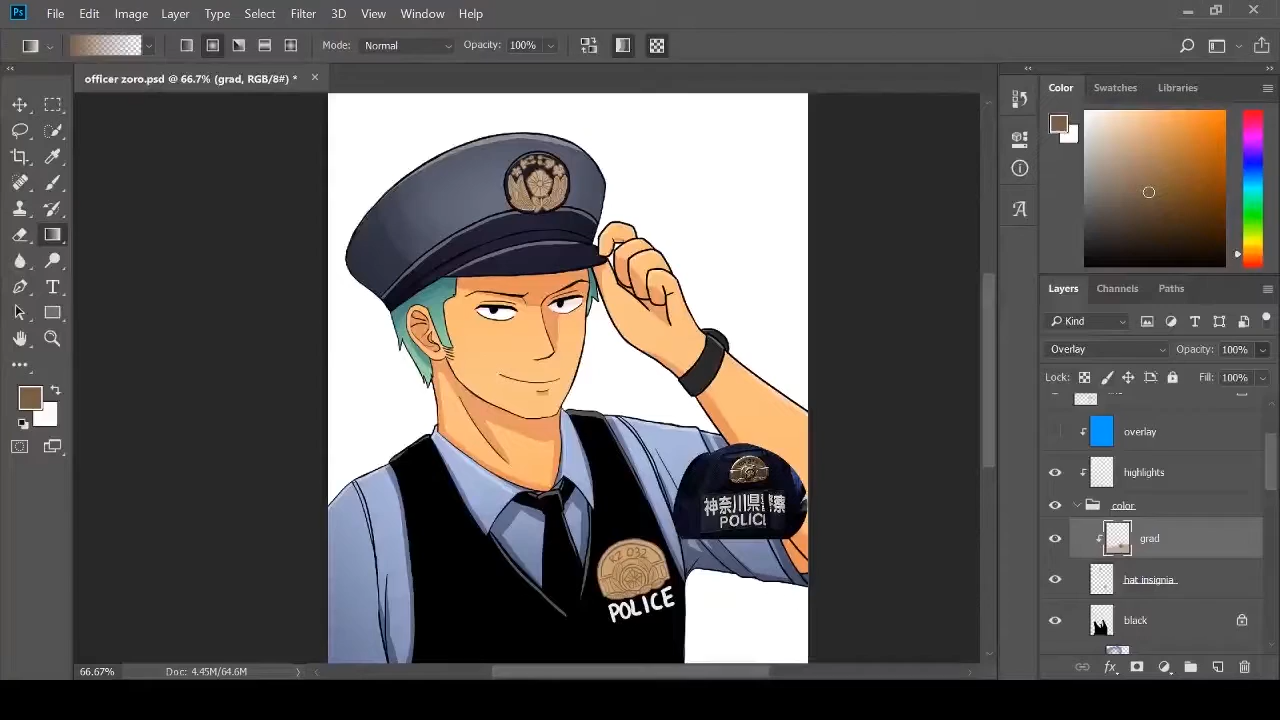 Ps File Edit Image Layer Type Select Filter 3D View Window Help
Mode: Normal Opacity: 100%
officer zoro.psd @ 66.7% (grad, RGB/8#) * ×
Color Swatches Libraries
Layers Channels Paths
Kind
Overlay Opacity: 100%
Lock: Fill: 100%
overlay
highlights
color
grad
hat insignia
black
神奈川県警察
POLICE
KZ 032
POLICE
66.67% Doc: 4.45M/64.6M